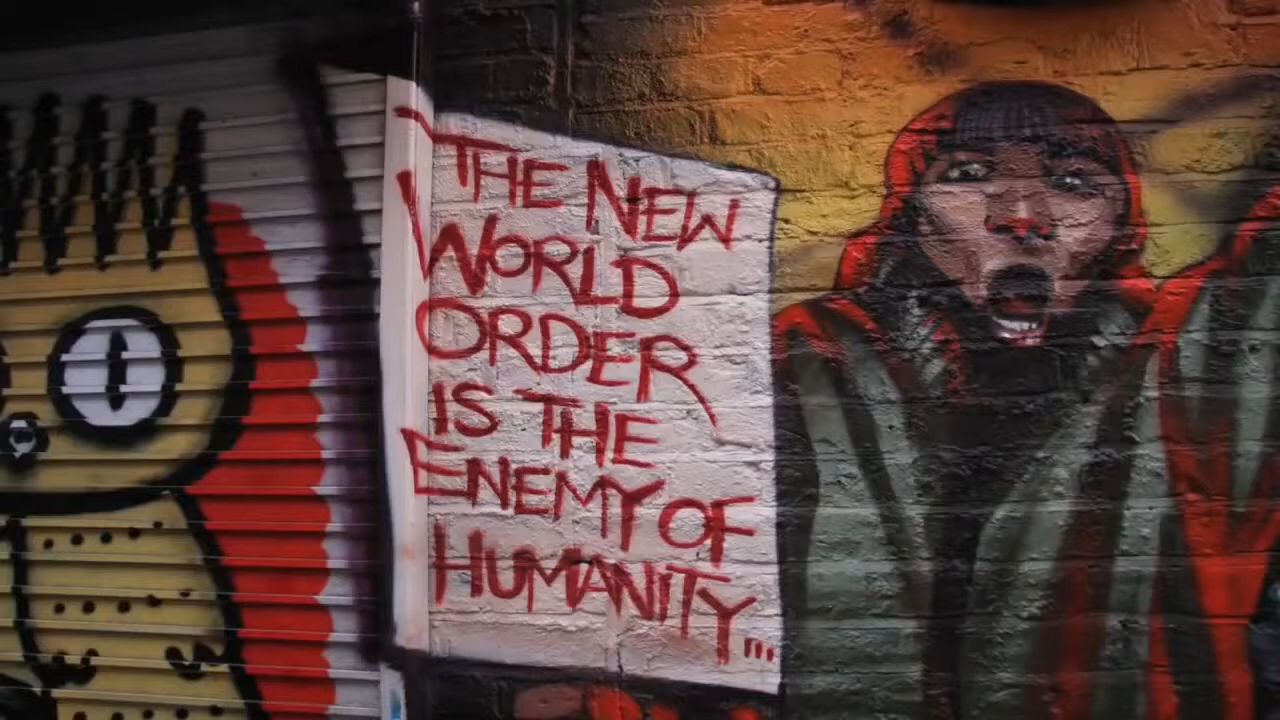 THE NEW
WORLD
ORDER
IS THE
ENEMY OF
HUMANITY...